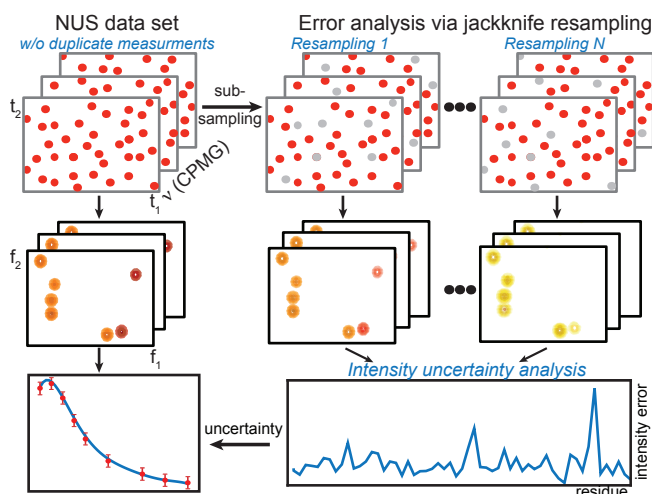 NUS data set
w/o duplicate measurments
Error analysis via jackknife resampling
Resampling 1
Resampling N
t2
sub-
sampling
t1
ν (CPMG)
f2
f1
Intensity uncertainty analysis
uncertainty
intensity error
residue